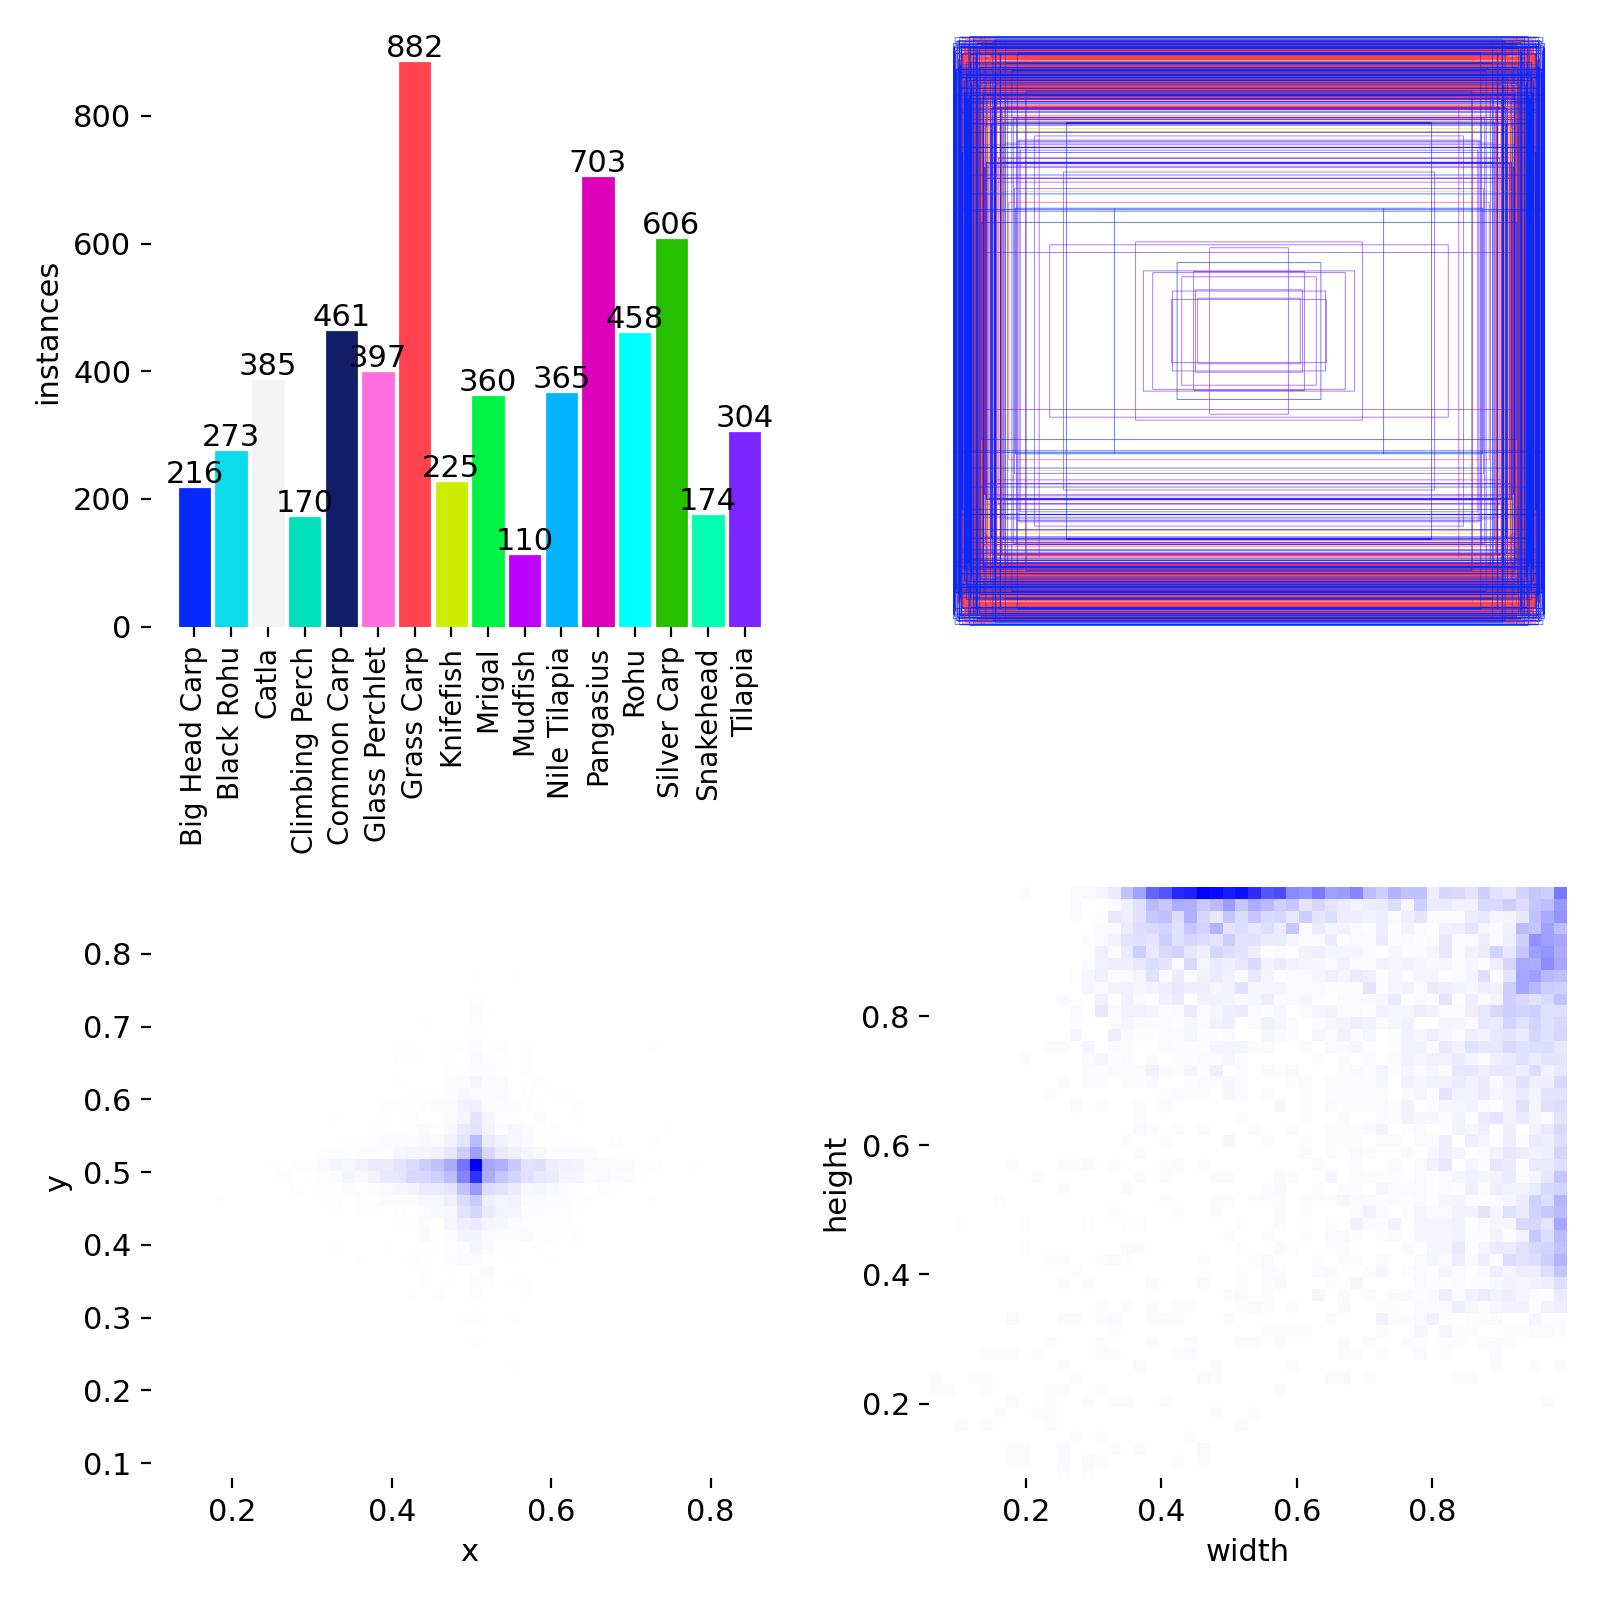 882
800
703
606
600
instances
461
458
397
400
385
360
365
304
273
225
216
200
170
174
110
0
Big Head Carp
Black Rohu
Catla
Climbing Perch
Common Carp
Glass Perchlet
Grass Carp
Knifefish
Mrigal
Mudfish
Nile Tilapia
Pangasius
Rohu
Silver Carp
Snakehead
Tilapia
0.8
0.7
0.6
0.5
0.4
0.3
0.2
0.1
y
0.2 0.4 0.6 0.8
x
0.8
0.6
0.4
0.2
height
0.2 0.4 0.6 0.8
width